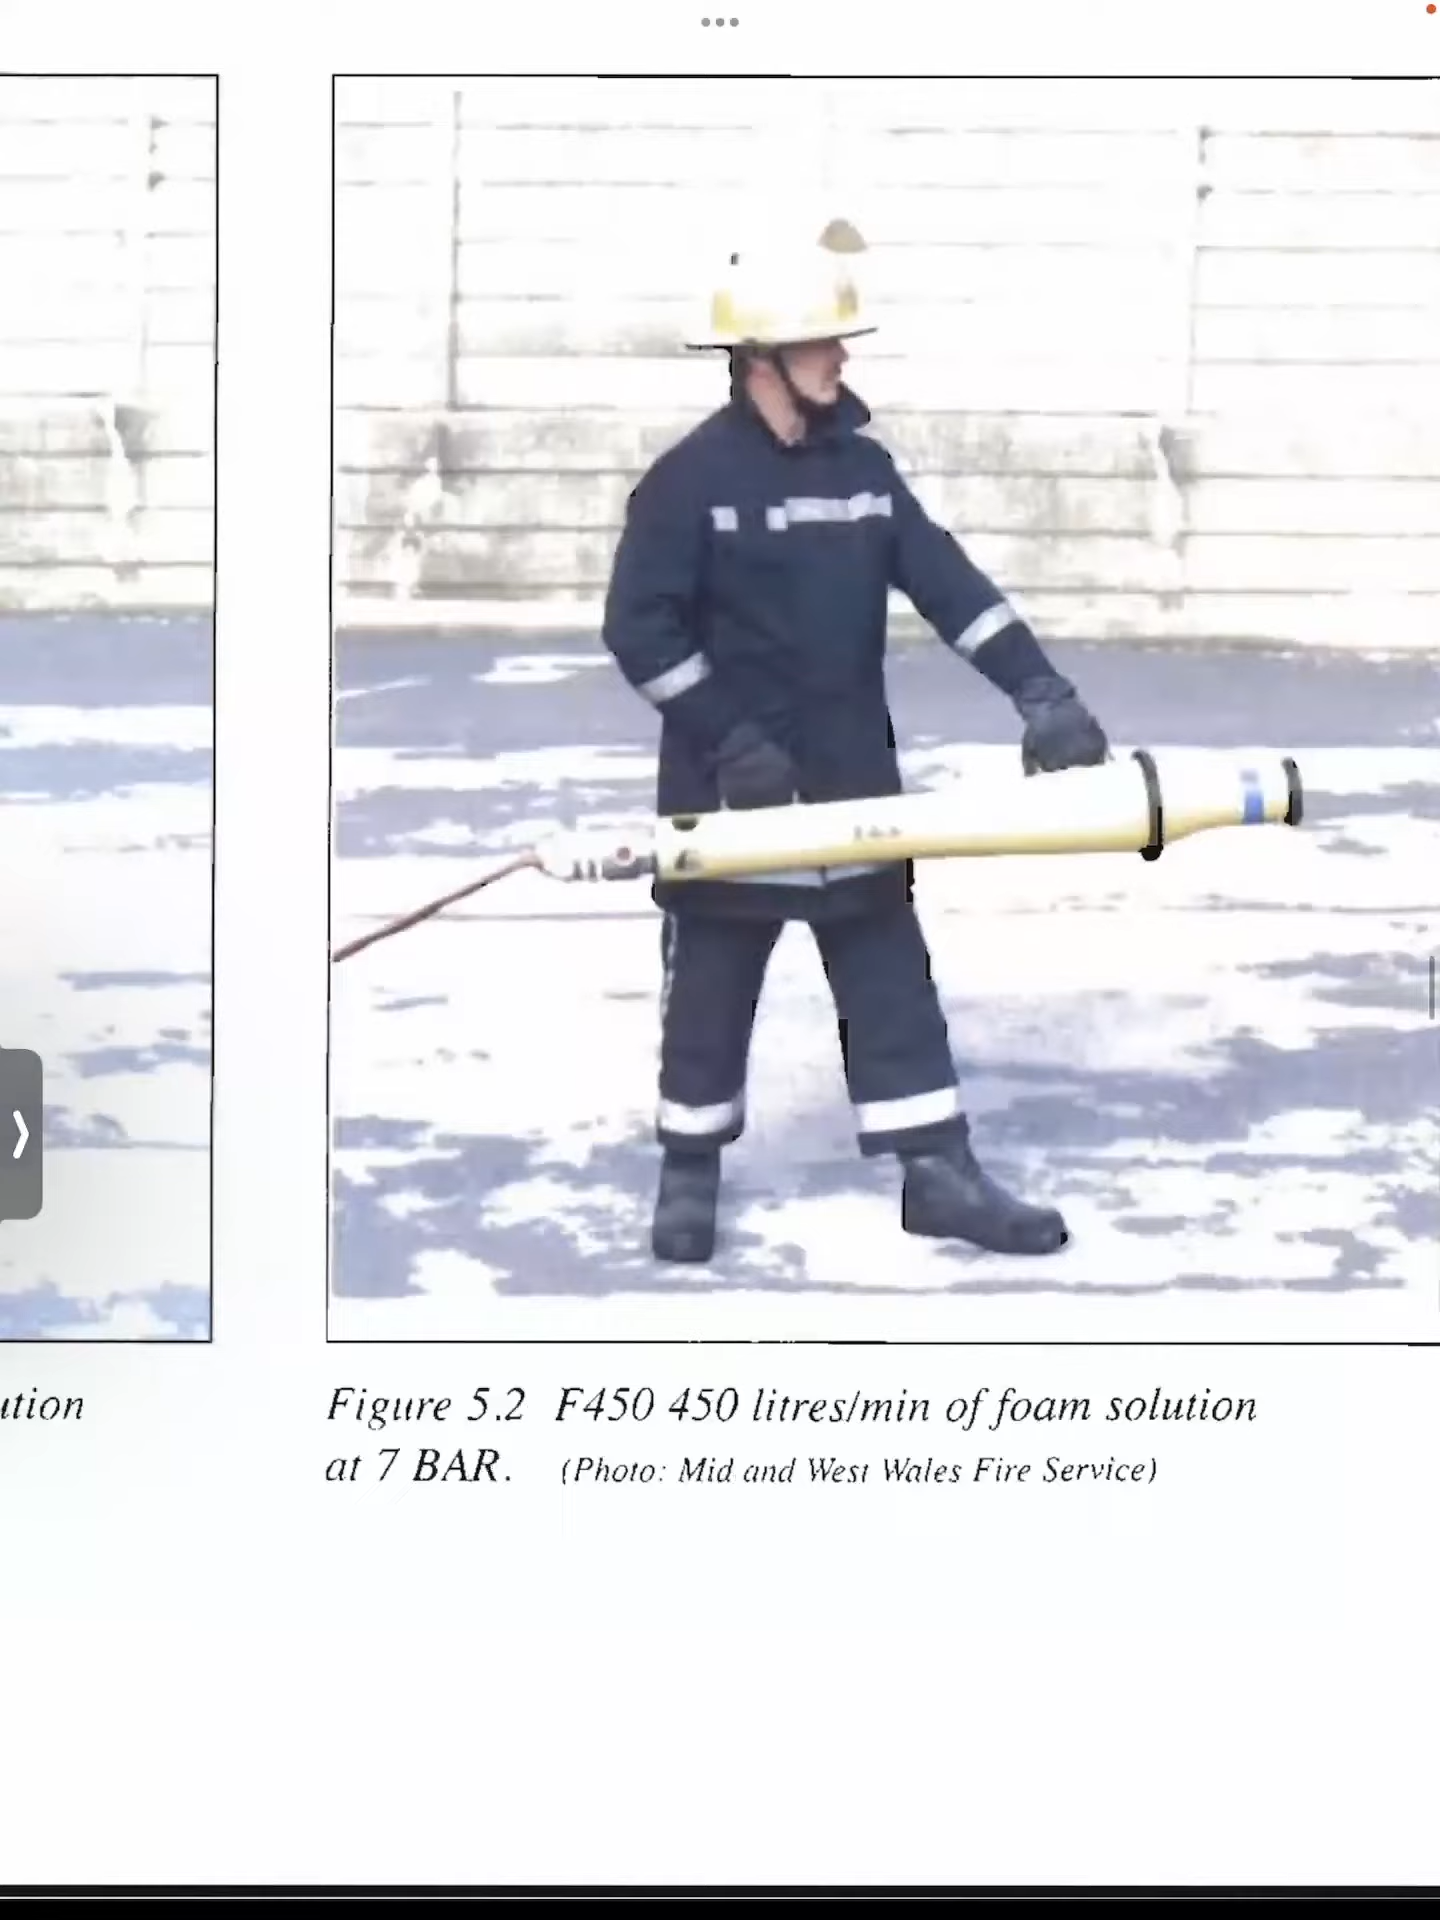 ution
Figure 5.2 F450 450 litres/min of foam solution
at 7 BAR. (Photo: Mid and West Wales Fire Service)